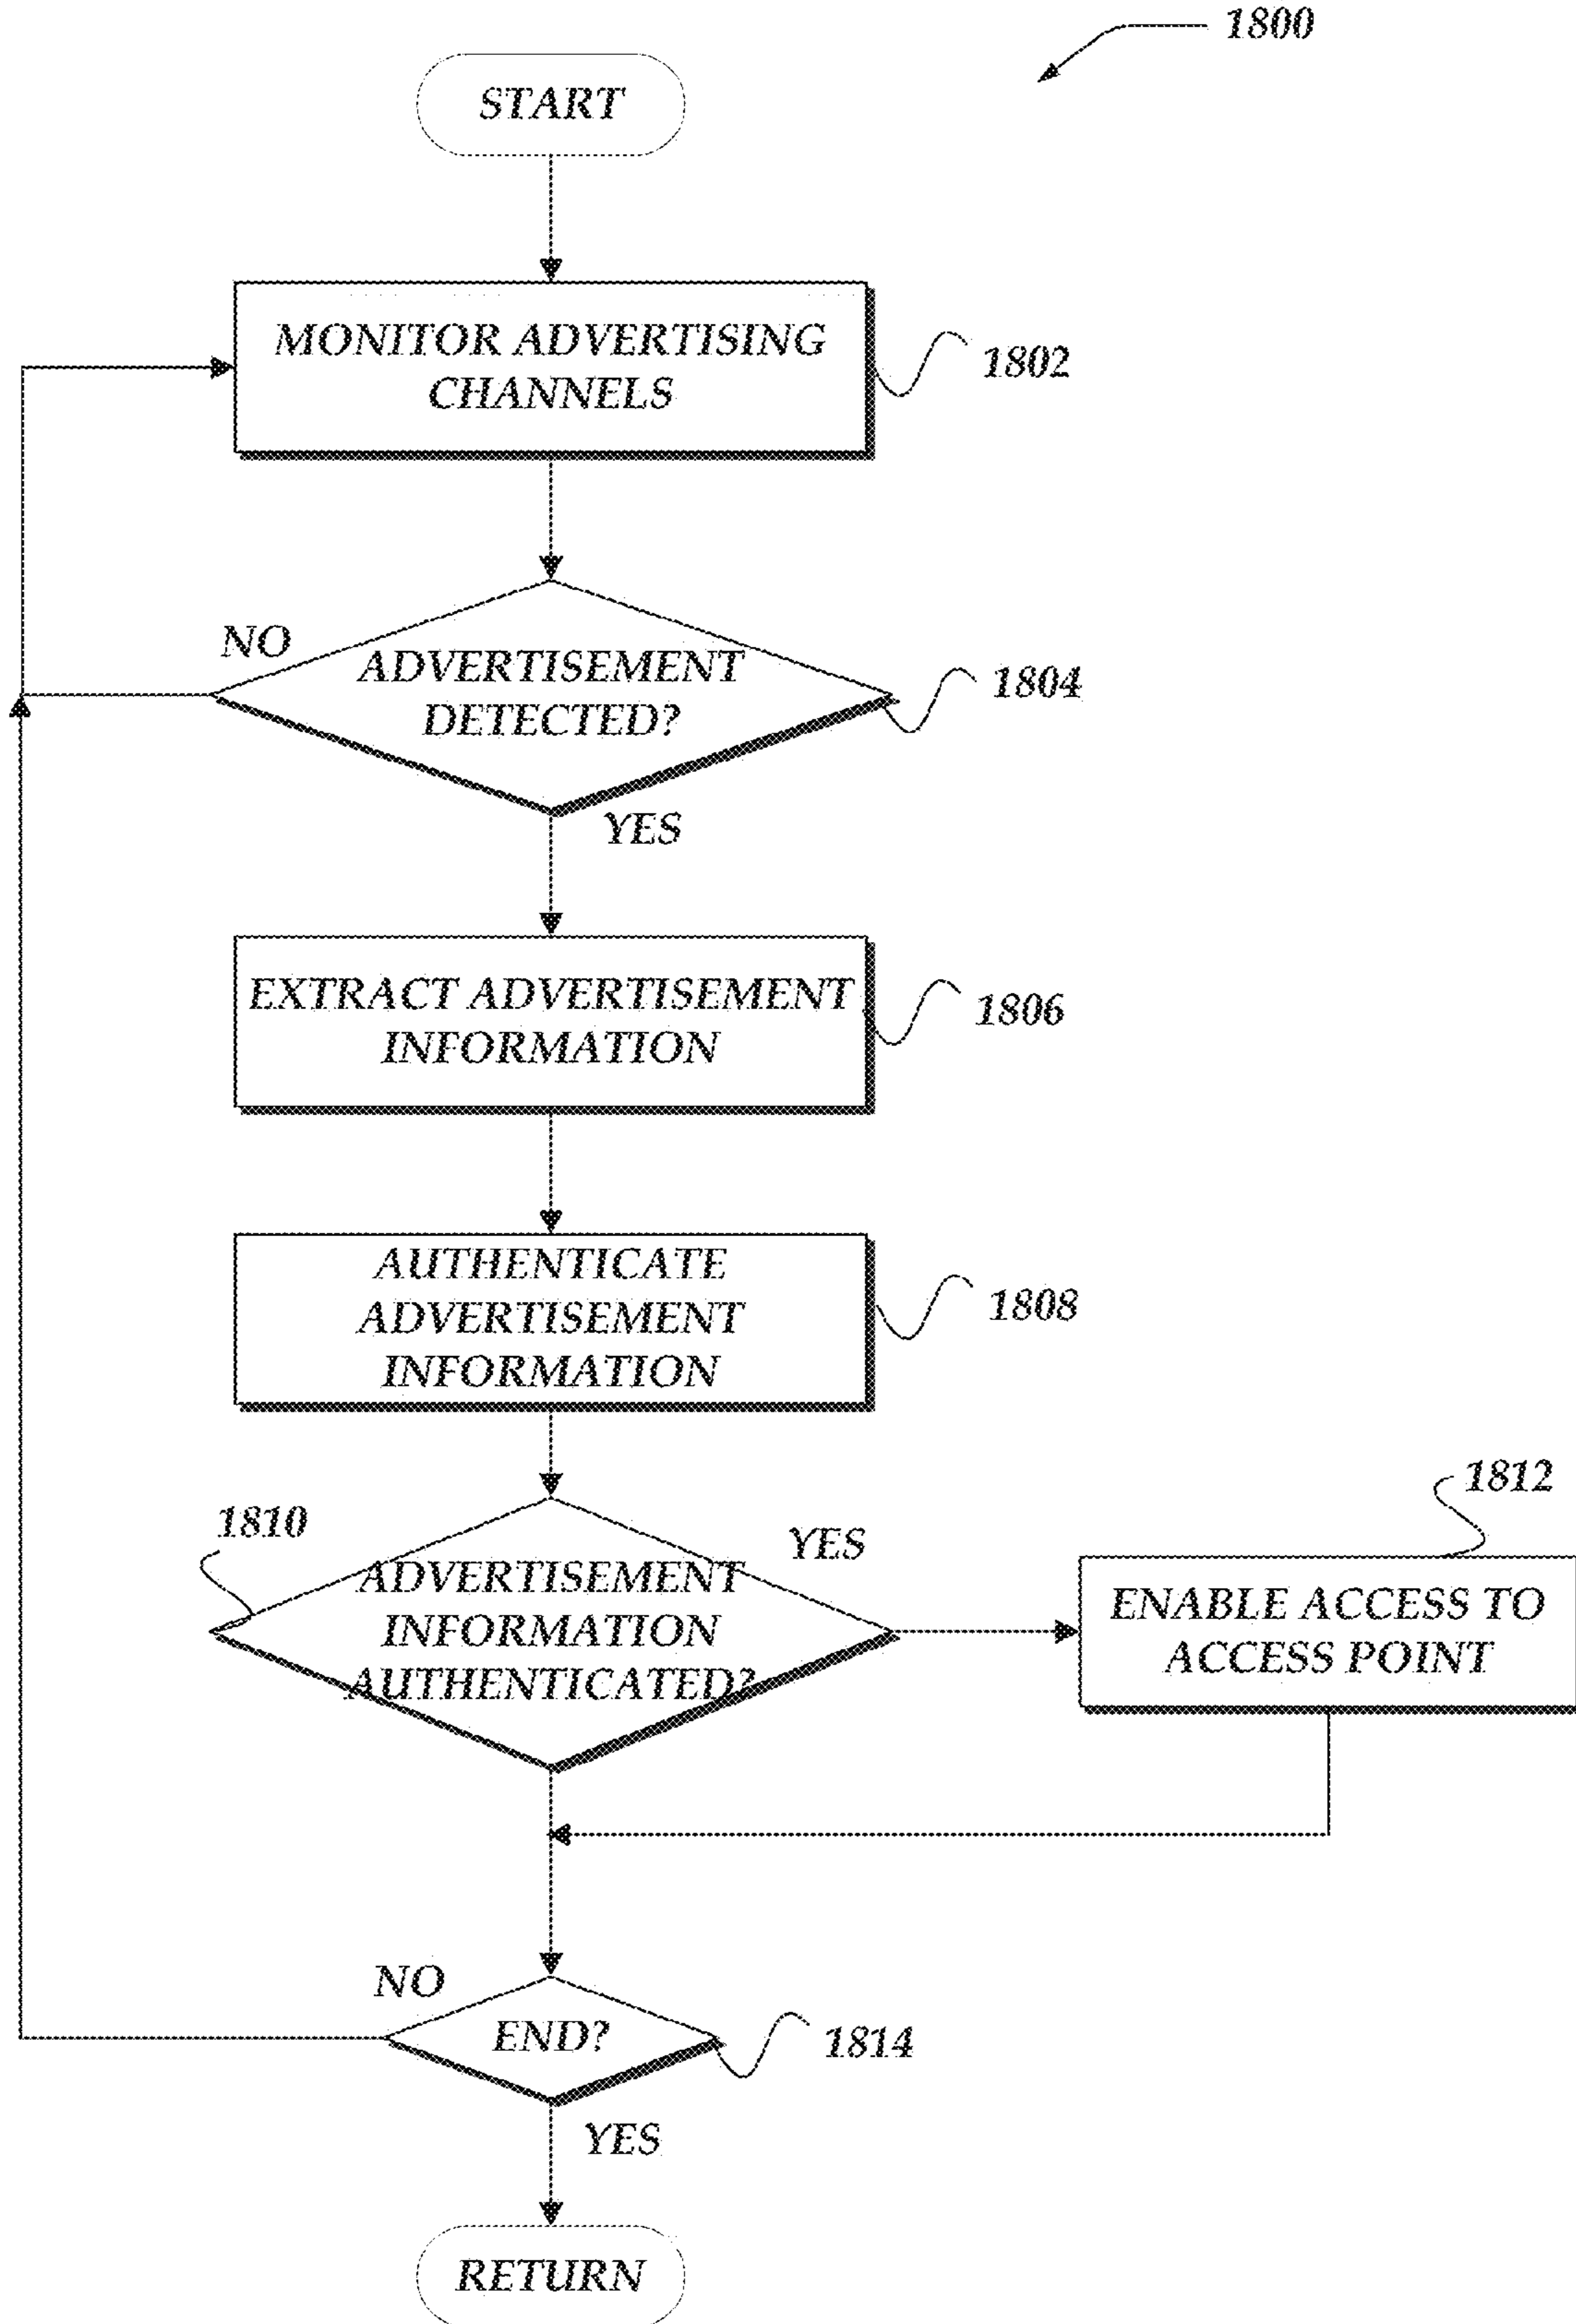 1800
START
MONITOR ADVERTISING
CHANNELS
1802
NO
ADVERTISEMENT
DETECTED?
1804
YES
EXTRACT ADVERTISEMENT
INFORMATION
1806
AUTHENTICATE
ADVERTISEMENT
INFORMATION
1808
1810
ADVERTISEMENT
INFORMATION
AUTHENTICATED?
YES
1812
ENABLE ACCESS TO
ACCESS POINT
NO
END?
1814
YES
RETURN